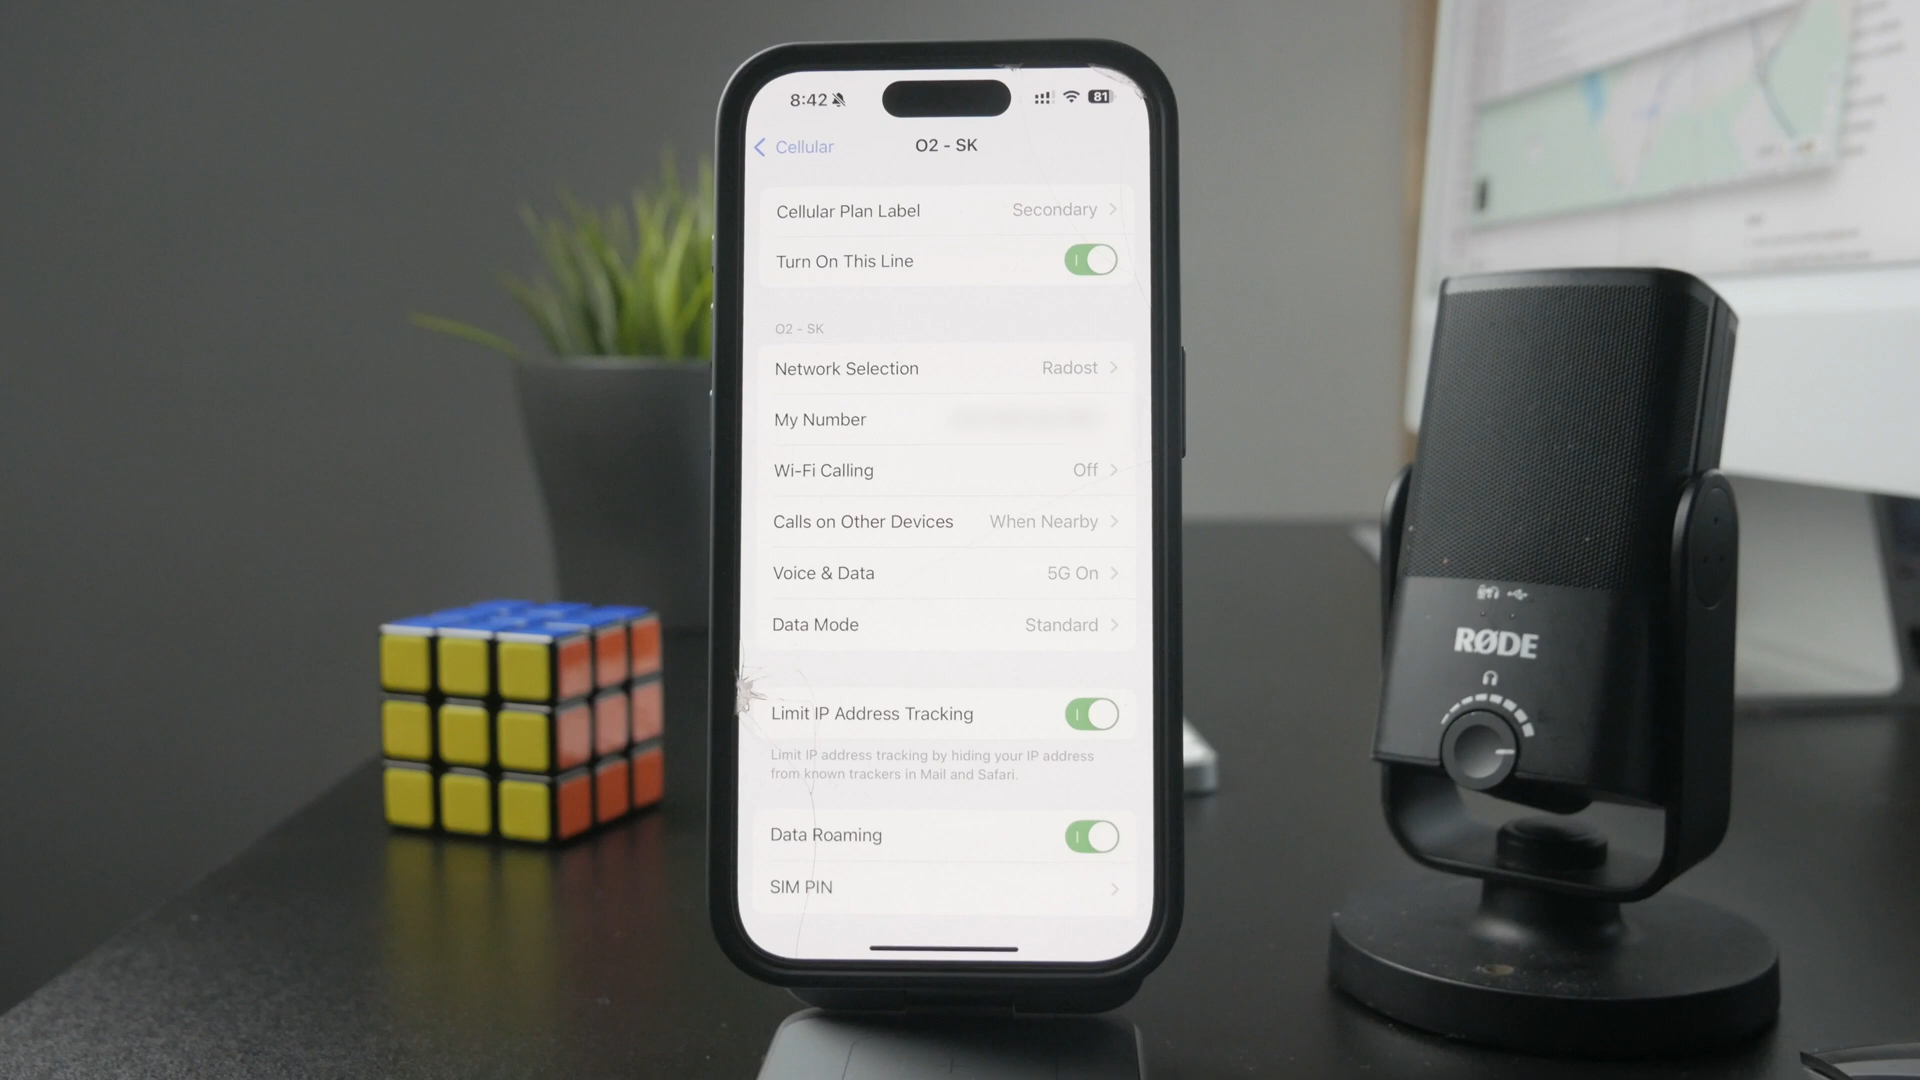 8:42
81
Cellular
O2 - SK
Cellular Plan Label
Secondary
Turn On This Line
O2 - SK
Network Selection
Radost
My Number
Wi-Fi Calling
Off
Calls on Other Devices
When Nearby
Voice & Data
5G On
Data Mode
Standard
Limit IP Address Tracking
Limit IP address tracking by hiding your IP address
from known trackers in Mail and Safari.
Data Roaming
SIM PIN
RØDE